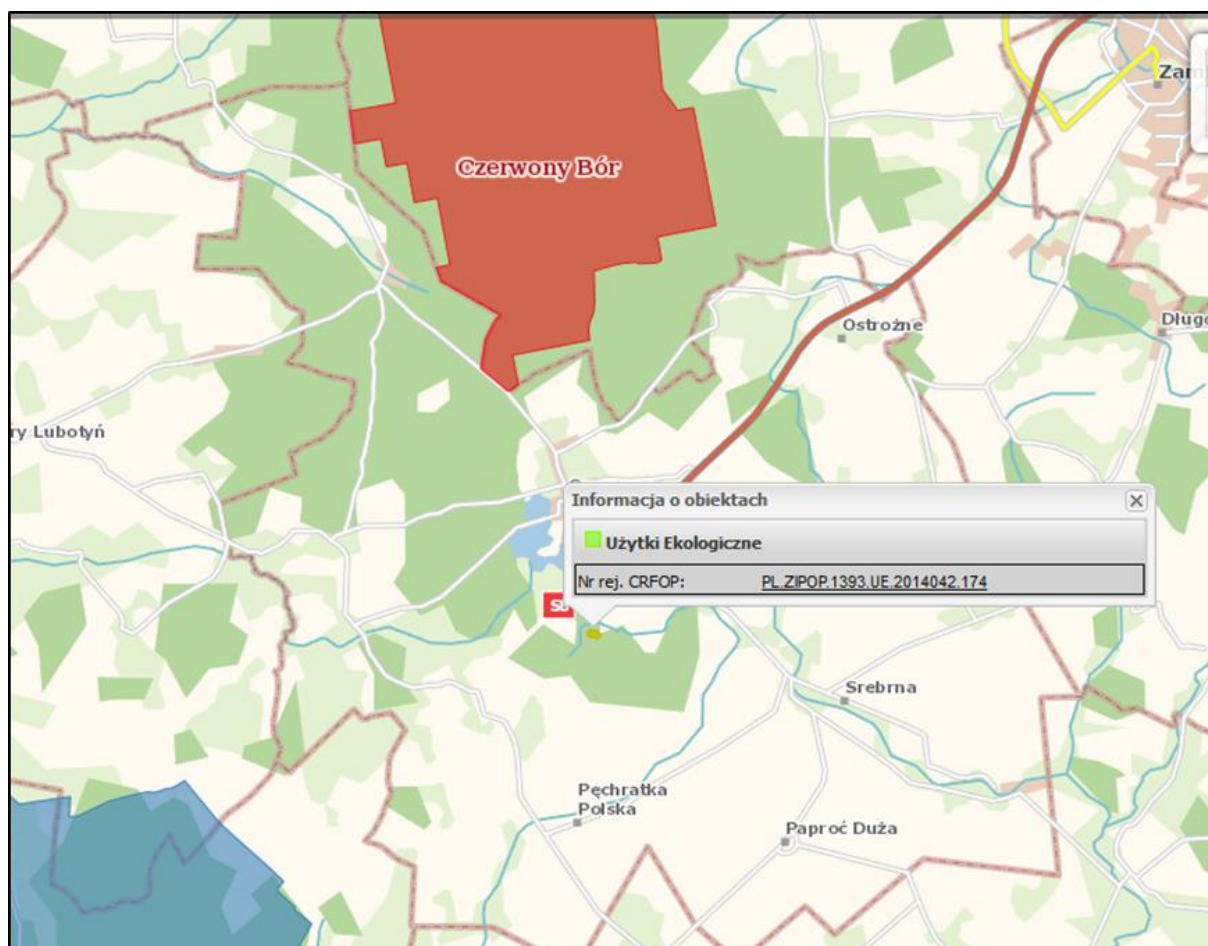 Zam
Czerwony Bór
Ostrożne
Długo
ry Lubotyń
Informacja o obiektach
Użytki Ekologiczne
Nr rej. CRFOP: PL.ZIPOP.1393.UE.2014042.174
S8
Srebrna
Pęchratka
Polska
Paproć Duża